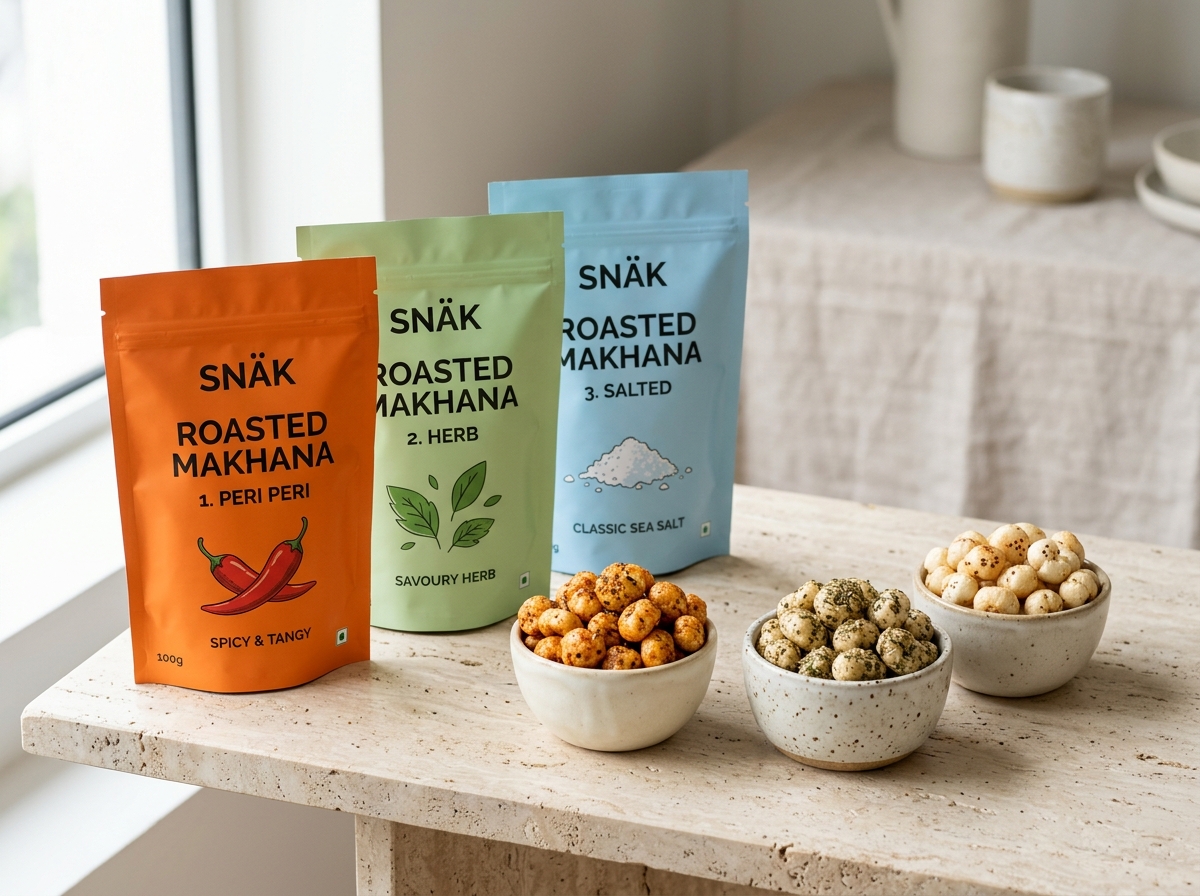 SNÄK
ROASTED
MAKHANA
1. PERI PERI
SPICY & TANGY
100g
SNÄK
ROASTED
MAKHANA
2. HERB
SAVOURY HERB
SNÄK
ROASTED
MAKHANA
3. SALTED
CLASSIC SEA SALT
g